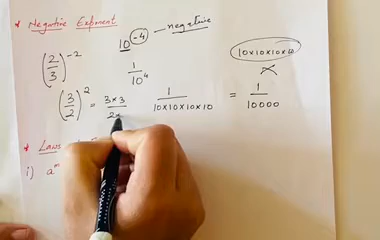 * Negative Exponent
10^-4 — negative
10×10×10×10
(2/3)^-2
1/10^4
(3/2)^2 = 3×3/2×
1/10×10×10×10 = 1/10000
* Laws
i) a^m